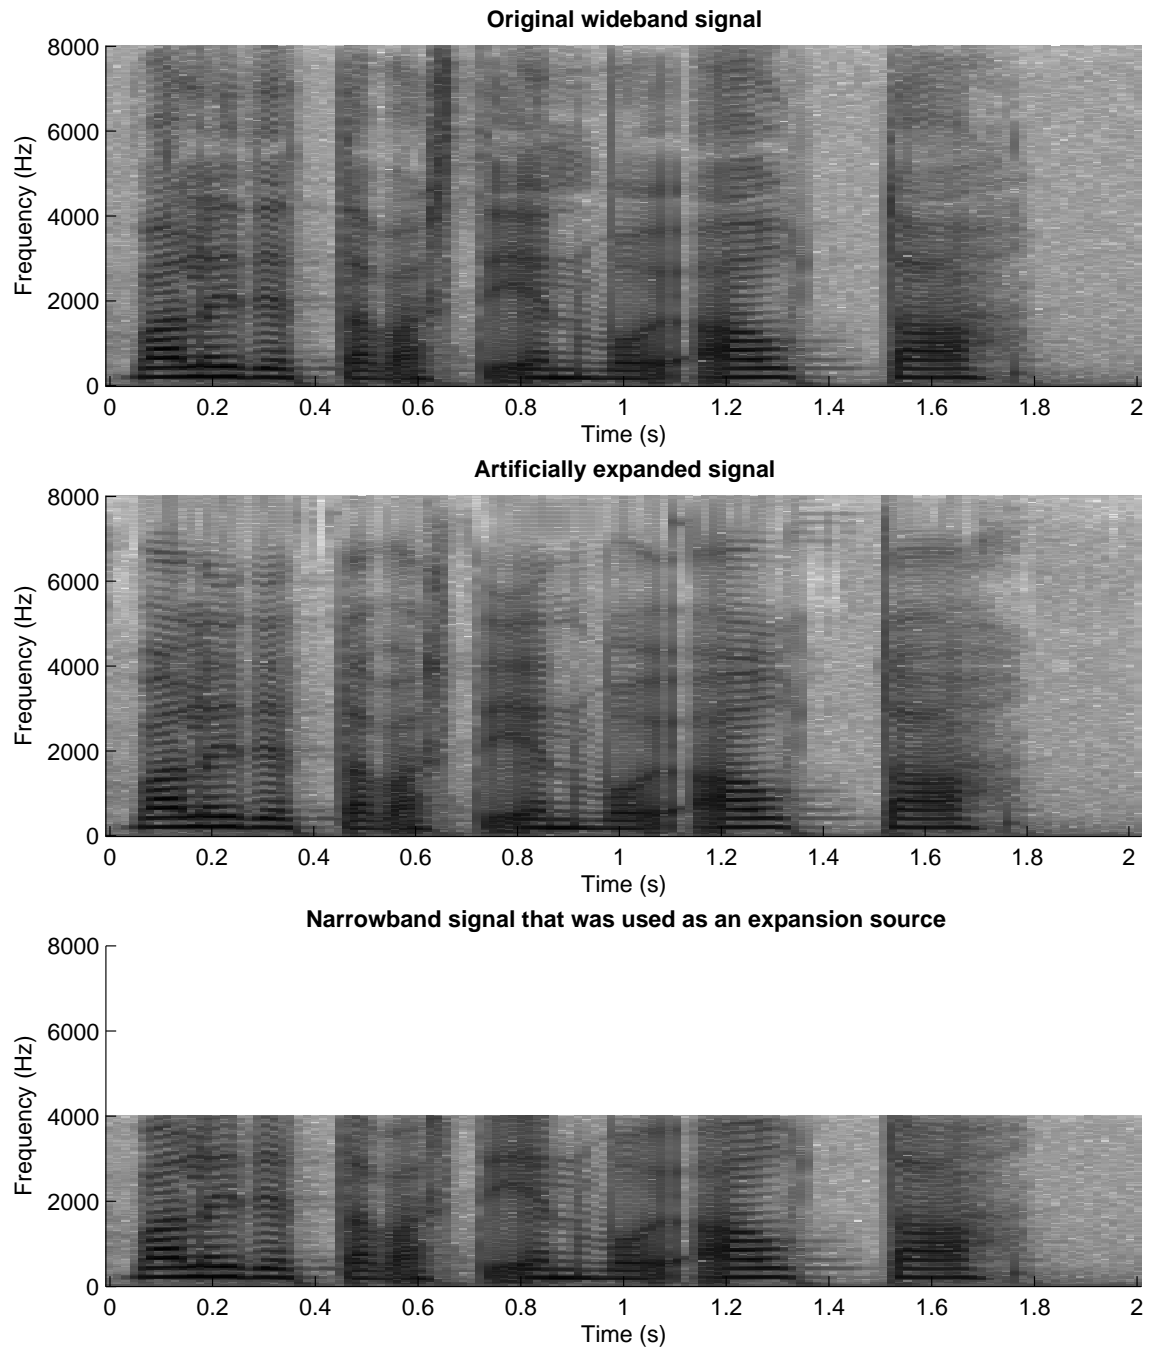 Original wideband signal
8000
6000
4000
2000
0
Frequency (Hz)
0 0.2 0.4 0.6 0.8 1 1.2 1.4 1.6 1.8 2
Time (s)
Artificially expanded signal
8000
6000
4000
2000
0
Frequency (Hz)
0 0.2 0.4 0.6 0.8 1 1.2 1.4 1.6 1.8 2
Time (s)
Narrowband signal that was used as an expansion source
8000
6000
4000
2000
0
Frequency (Hz)
0 0.2 0.4 0.6 0.8 1 1.2 1.4 1.6 1.8 2
Time (s)